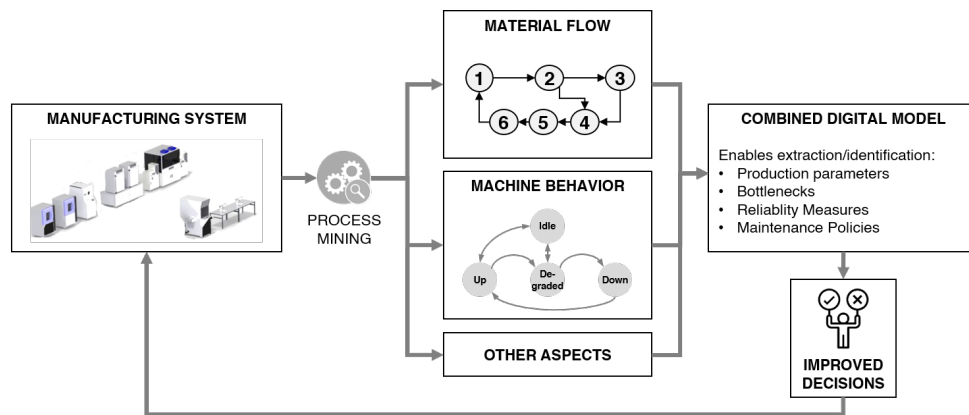 MANUFACTURING SYSTEM
PROCESS
MINING
MATERIAL FLOW
1
2
3
6
5
4
MACHINE BEHAVIOR
Idle
Up
De-
graded
Down
OTHER ASPECTS
COMBINED DIGITAL MODEL
Enables extraction/identification:
• Production parameters
• Bottlenecks
• Reliablity Measures
• Maintenance Policies
IMPROVED
DECISIONS